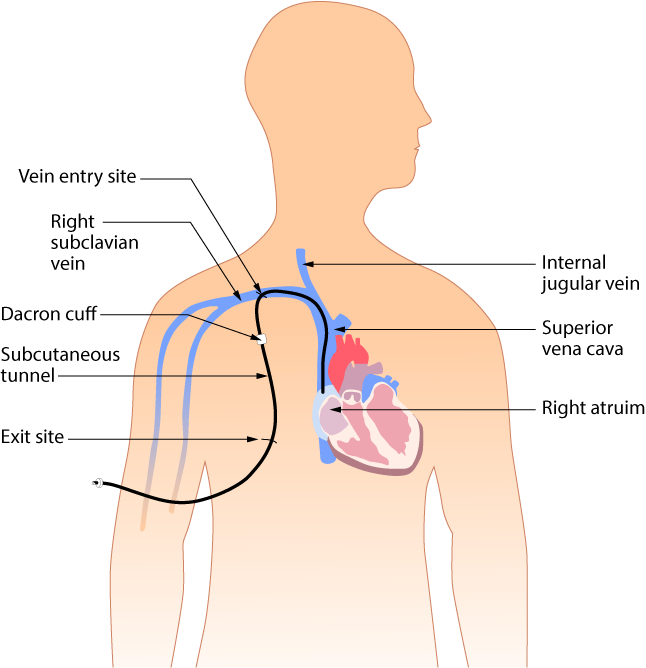 Vein entry site
Right
subclavian
vein
Dacron cuff
Subcutaneous
tunnel
Exit site
Internal
jugular vein
Superior
vena cava
Right atruim